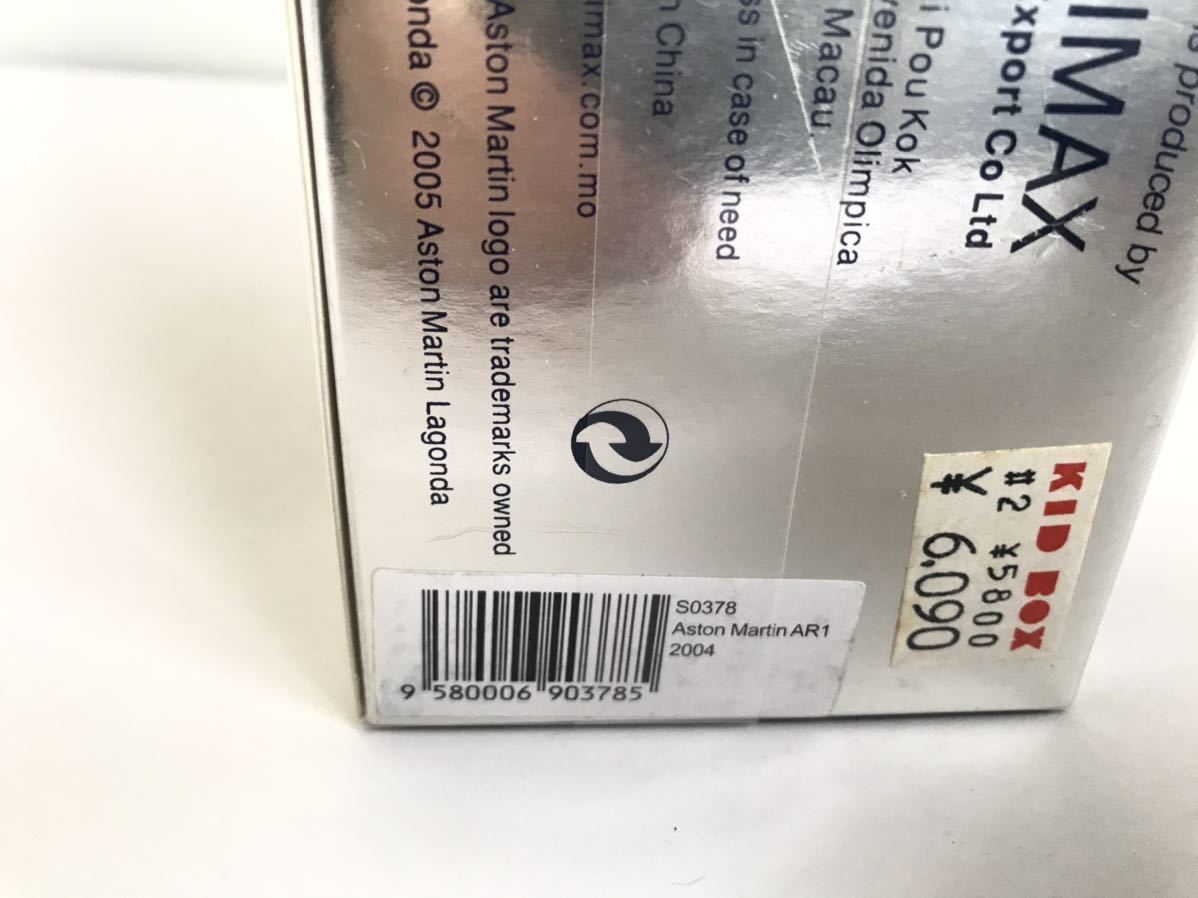 produced by
IMAX
xport Co Ltd
i Pou Kok
venida Olimpica
Macau
ss in case of need
China
imax.com.mo
Aston Martin logo are trademarks owned
onda © 2005 Aston Martin Lagonda
KID BOX
#2 ¥5800
¥ 6,090
S0378
Aston Martin AR1
2004
9 580006 903785